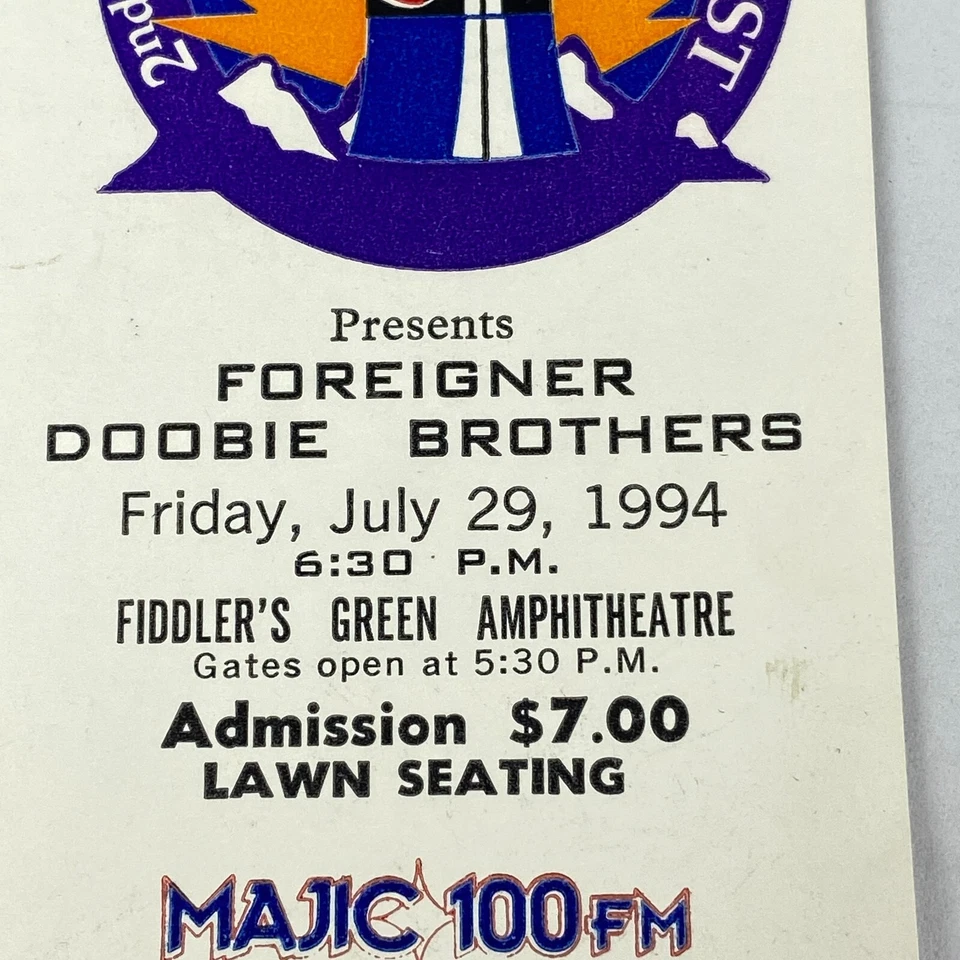 2nd
ST
Presents
FOREIGNER
DOOBIE BROTHERS
Friday, July 29, 1994
6:30 P.M.
FIDDLER'S GREEN AMPHITHEATRE
Gates open at 5:30 P.M.
Admission $7.00
LAWN SEATING
MAJIC 100 FM